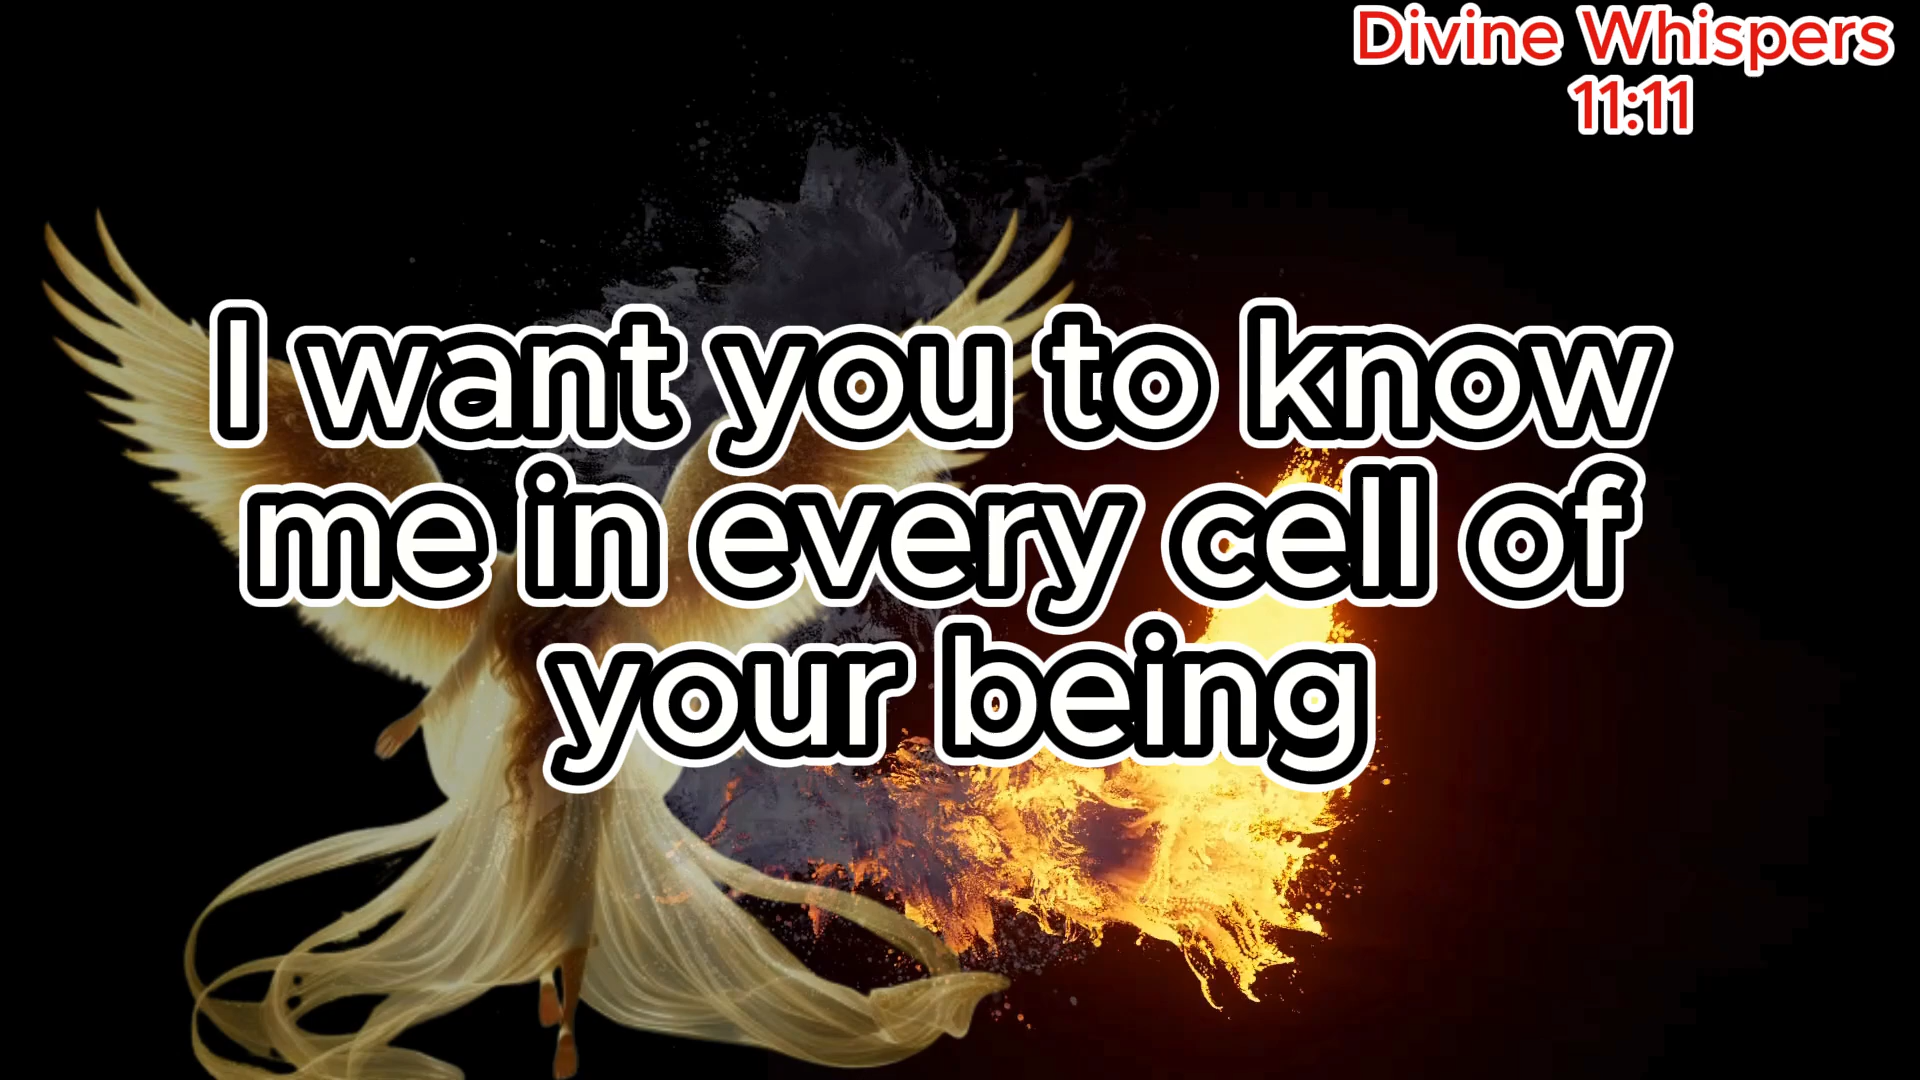 Divine Whispers
11:11
I want you to know
me in every cell of
your being